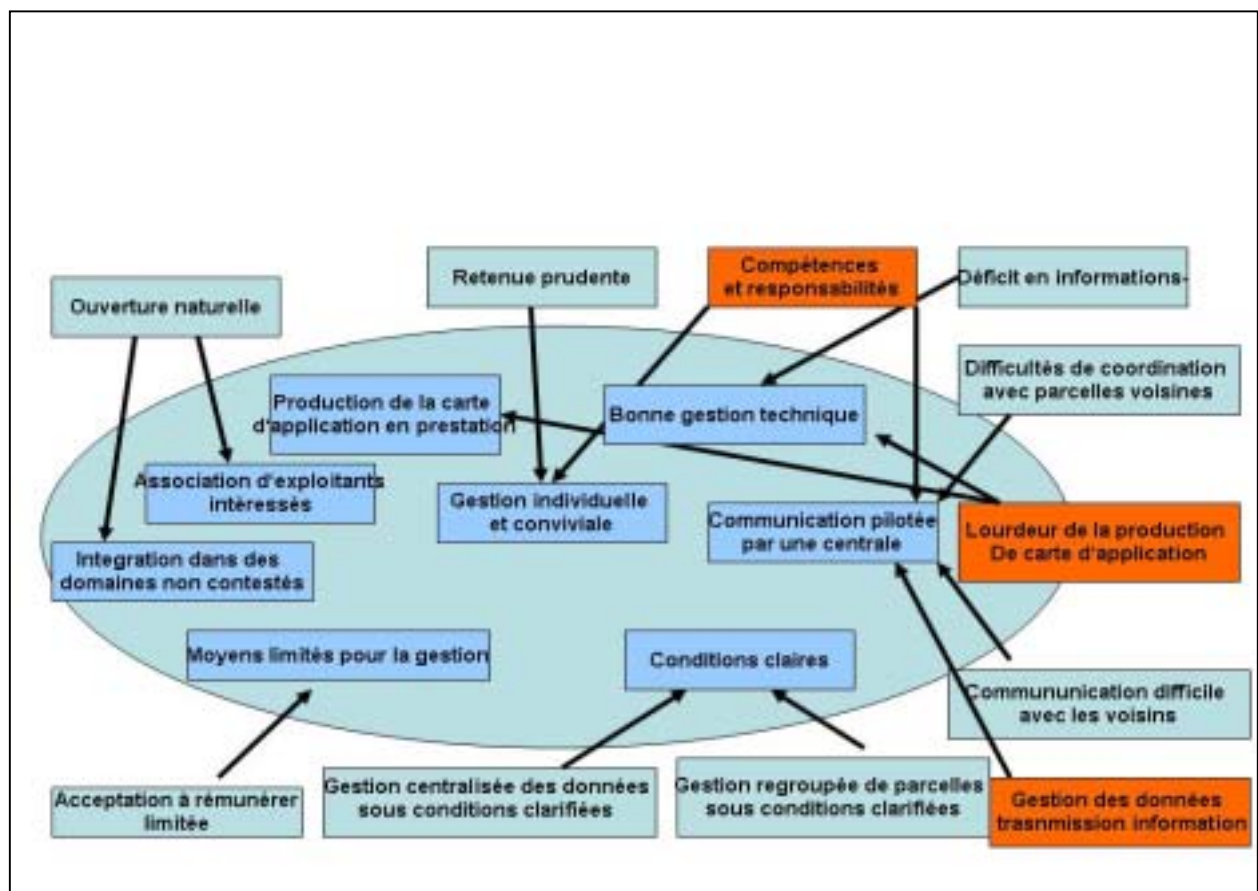 Retenue prudente
Compétences
et responsabilités
Déficit en informations-
Ouverture naturelle
Difficultés de coordination
avec parcelles voisines
Production de la carte
d'application en prestation
Bonne gestion technique
Association d'exploitants
intèressés
Gestion individuelle
et conviviale
Communication pilotée
par une centrale
Lourdeur de la production
De carte d'application
Integration dans des
domaines non contestés
Moyens limités pour la gestion
Conditions claires
Commununication difficile
avec les voisins
Acceptation à rémunérer
limitée
Gestion centralisée des données
sous conditions clarifiées
Gestion regroupée de parcelles
sous conditions clarifiées
Gestion des données
trasnmission information